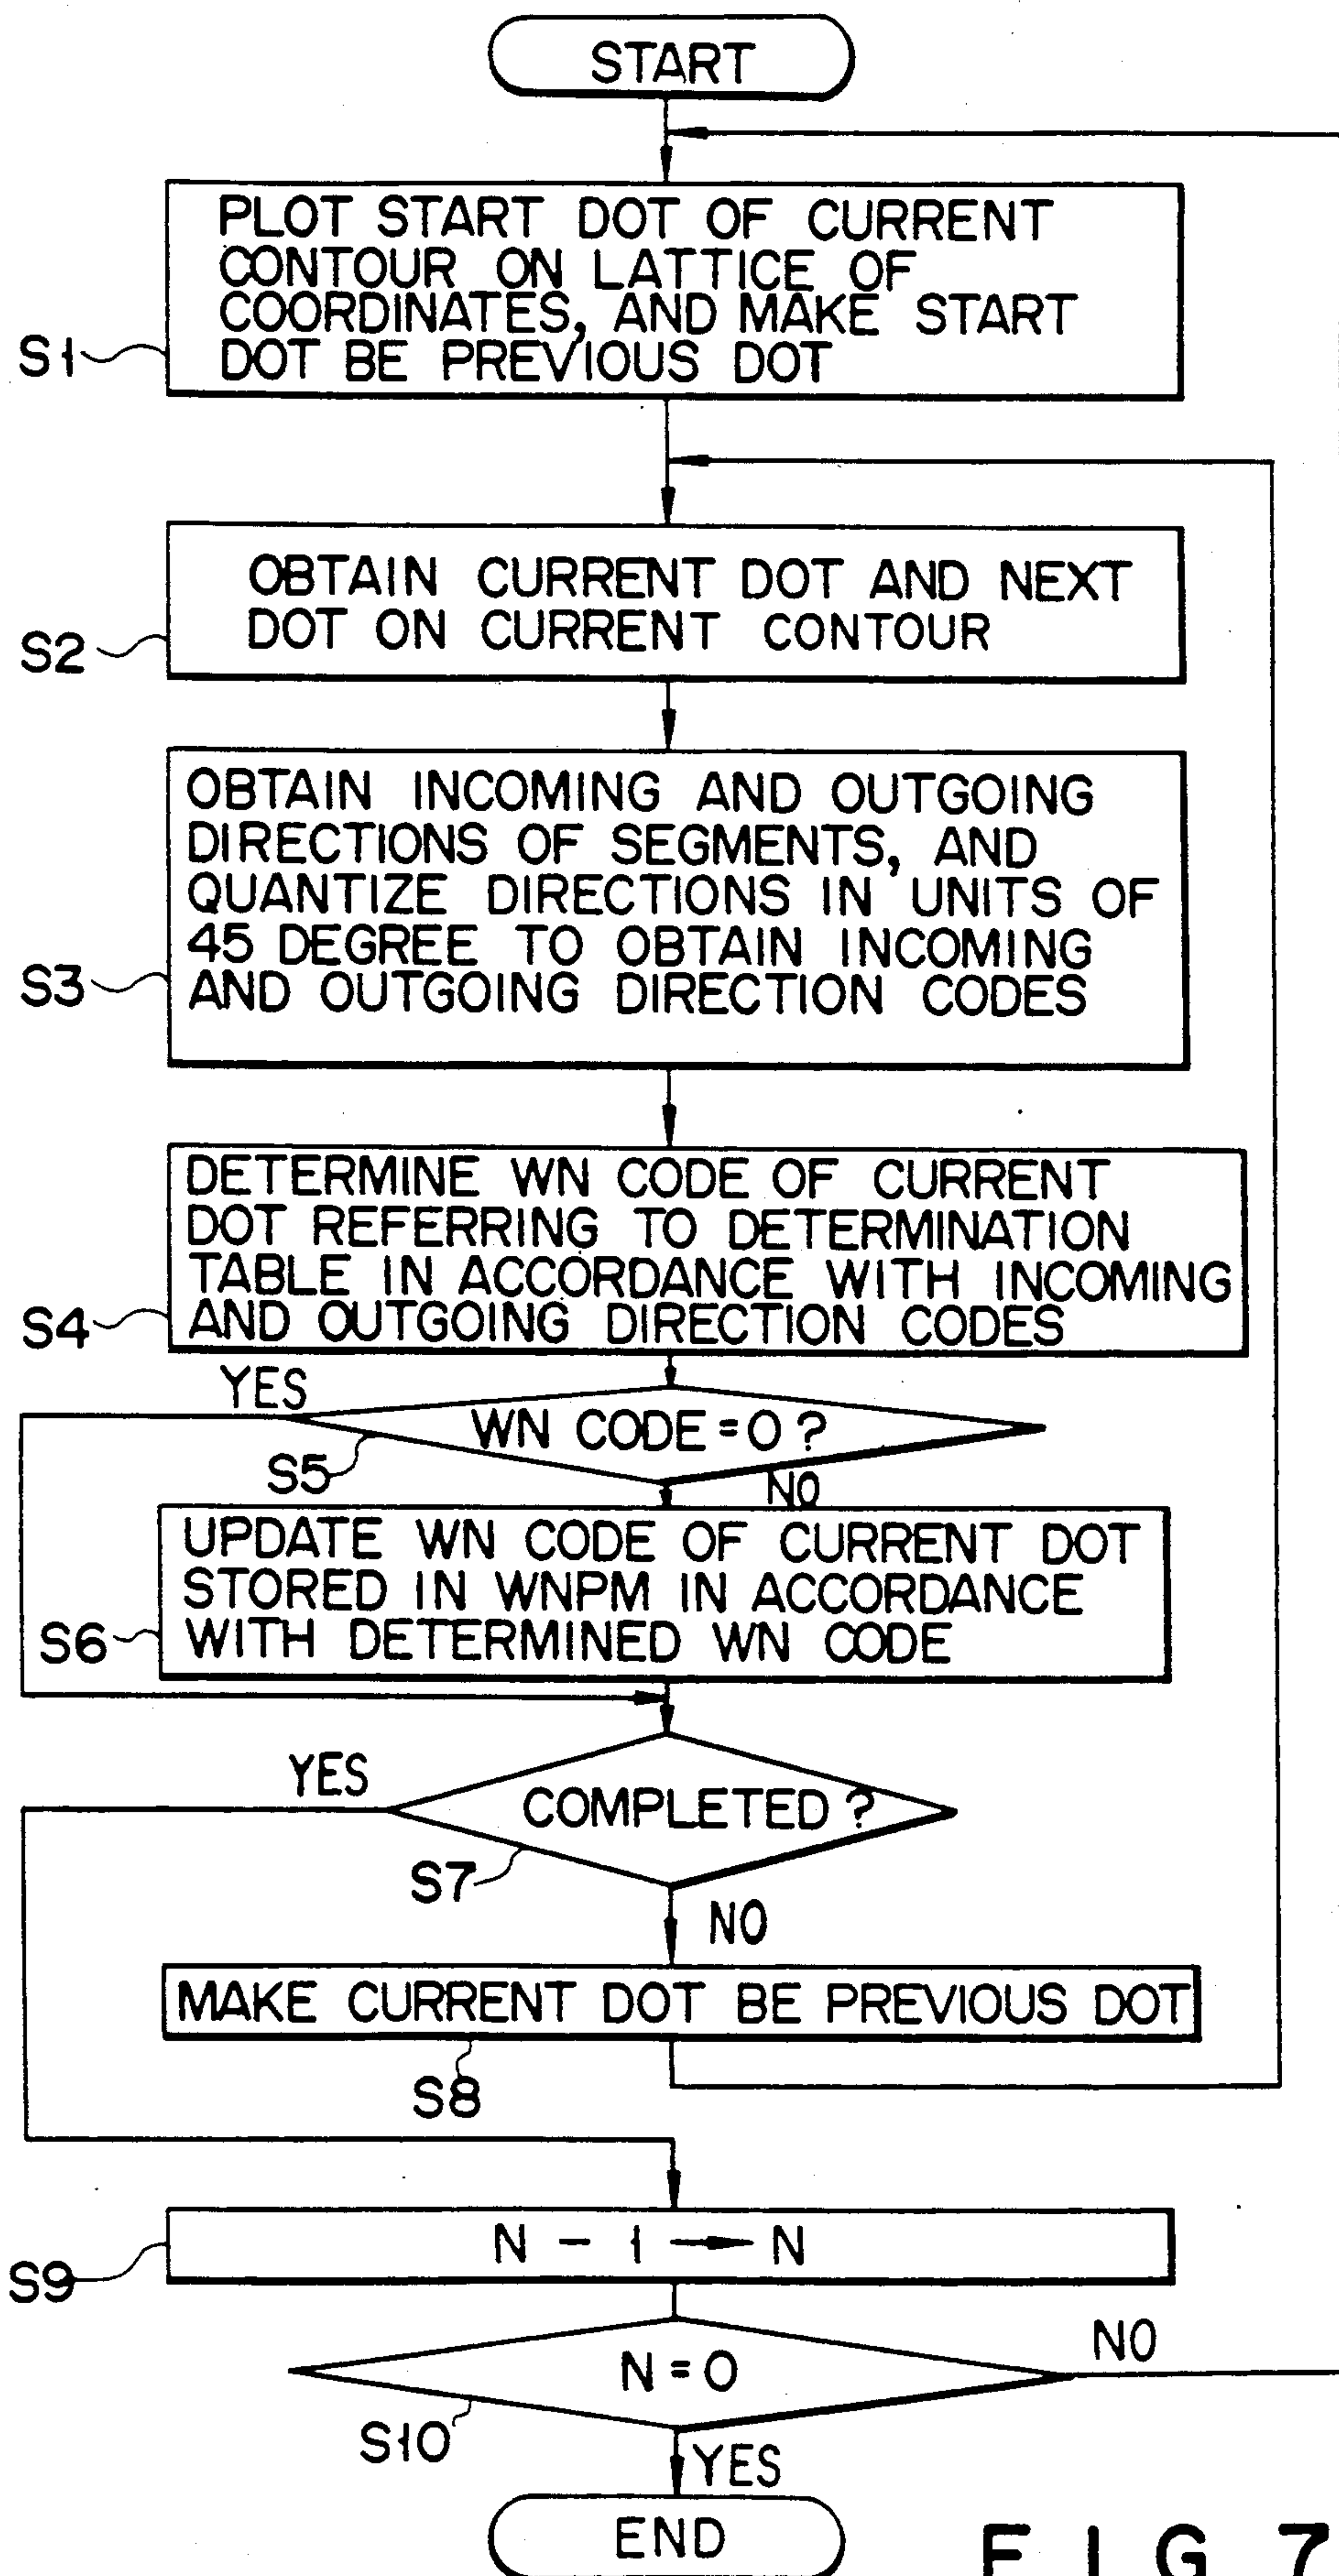 START
PLOT START DOT OF CURRENT
CONTOUR ON LATTICE OF
COORDINATES, AND MAKE START
DOT BE PREVIOUS DOT
S1
OBTAIN CURRENT DOT AND NEXT
DOT ON CURRENT CONTOUR
S2
OBTAIN INCOMING AND OUTGOING
DIRECTIONS OF SEGMENTS, AND
QUANTIZE DIRECTIONS IN UNITS OF
45 DEGREE TO OBTAIN INCOMING
AND OUTGOING DIRECTION CODES
S3
DETERMINE WN CODE OF CURRENT
DOT REFERRING TO DETERMINATION
TABLE IN ACCORDANCE WITH INCOMING
AND OUTGOING DIRECTION CODES
S4
YES
WN CODE = 0 ?
S5
NO
UPDATE WN CODE OF CURRENT DOT
STORED IN WNPM IN ACCORDANCE
WITH DETERMINED WN CODE
S6
YES
COMPLETED ?
S7
NO
MAKE CURRENT DOT BE PREVIOUS DOT
S8
N - 1 → N
S9
NO
N = 0
S10
YES
END
FIG 7